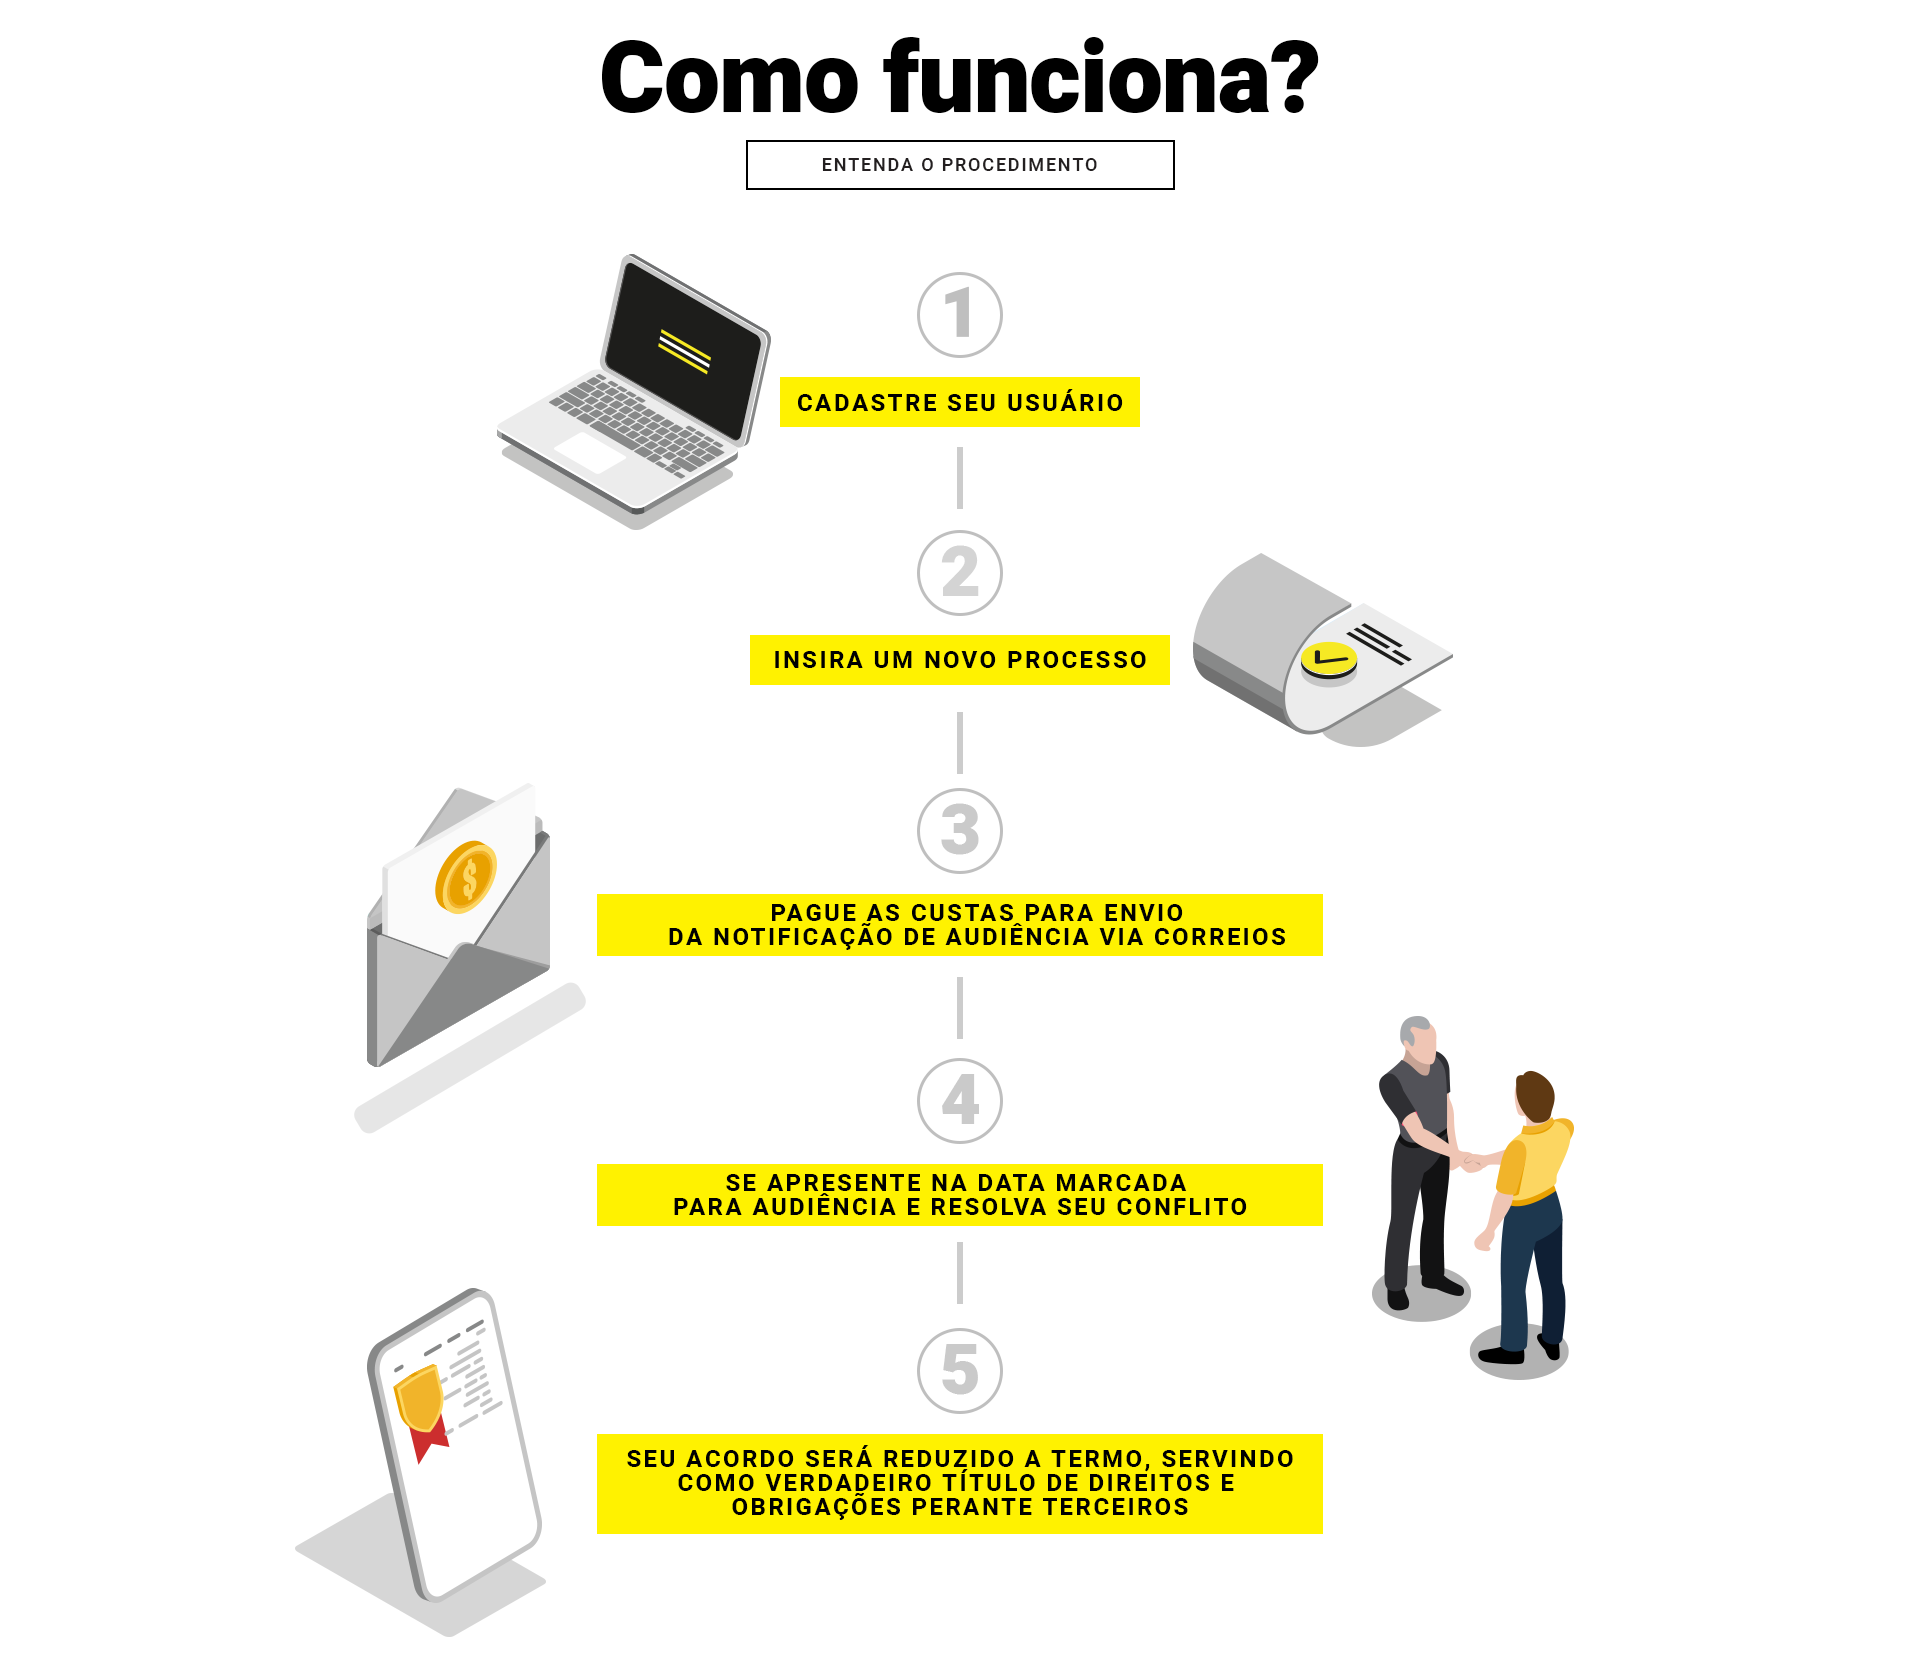 Como funciona?
ENTENDA O PROCEDIMENTO
1
CADASTRE SEU USUÁRIO
2
INSIRA UM NOVO PROCESSO
3
$
PAGUE AS CUSTAS PARA ENVIO
DA NOTIFICAÇÃO DE AUDIÊNCIA VIA CORREIOS
4
SE APRESENTE NA DATA MARCADA
PARA AUDIÊNCIA E RESOLVA SEU CONFLITO
5
SEU ACORDO SERÁ REDUZIDO A TERMO, SERVINDO
COMO VERDADEIRO TÍTULO DE DIREITOS E
OBRIGAÇÕES PERANTE TERCEIROS